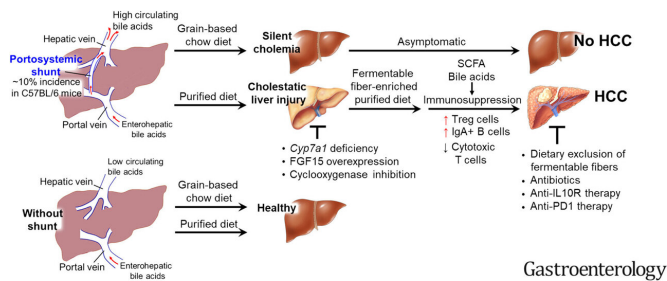 High circulating
bile acids
Hepatic vein
Portosystemic
shunt
~10% incidence
in C57BL/6 mice
Portal vein
Enterohepatic
bile acids
Grain-based
chow diet
Purified diet
Silent
cholemia
Asymptomatic
No HCC
Cholestatic
liver injury
Fermentable
fiber-enriched
purified diet
SCFA
Bile acids
Immunosuppression
↑ Treg cells
↑ IgA+ B cells
↓ Cytotoxic
T cells
HCC
• Cyp7a1 deficiency
• FGF15 overexpression
• Cyclooxygenase inhibition
• Dietary exclusion of
fermentable fibers
• Antibiotics
• Anti-IL10R therapy
• Anti-PD1 therapy
Low circulating
bile acids
Hepatic vein
Without
shunt
Portal vein
Enterohepatic
bile acids
Grain-based
chow diet
Purified diet
Healthy
Gastroenterology